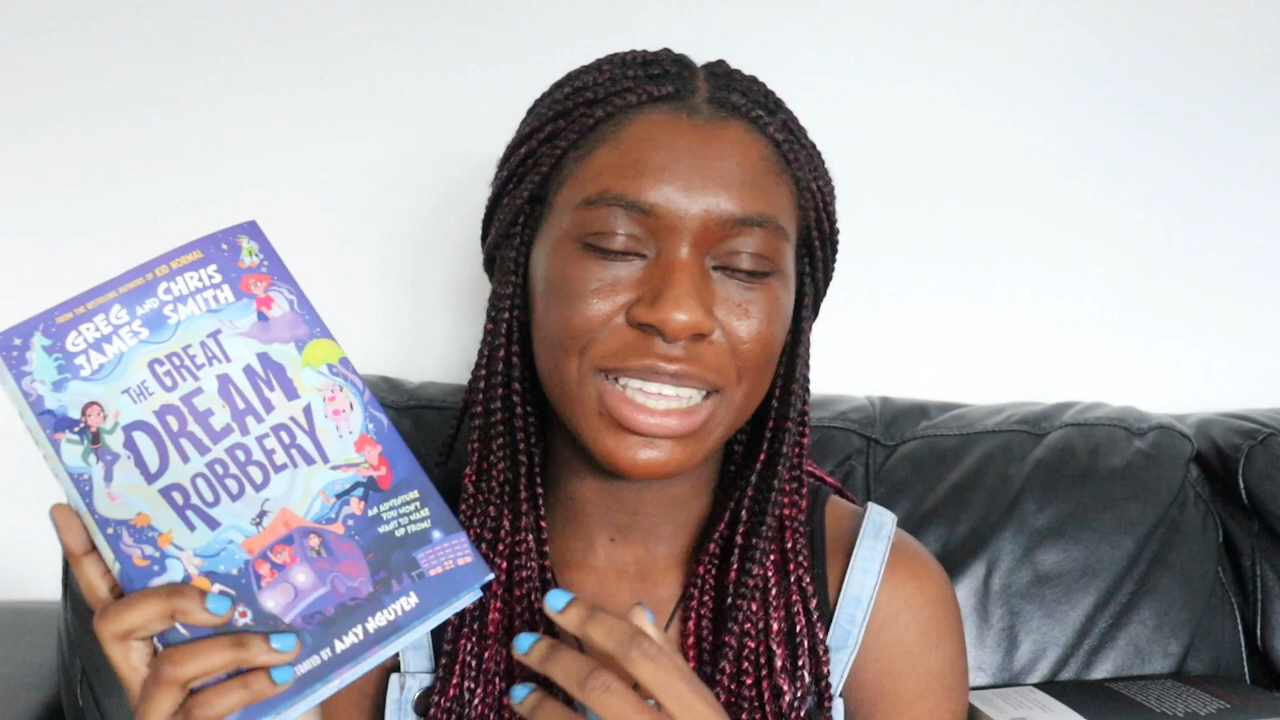 FROM THE BESTSELLING AUTHORS OF KID NORMAL
GREG JAMES
AND
CHRIS SMITH
THE GREAT
DREAM
ROBBERY
AN ADVENTURE
YOU WON'T
WANT TO WAKE
UP FROM!
BY AMY NGUYEN